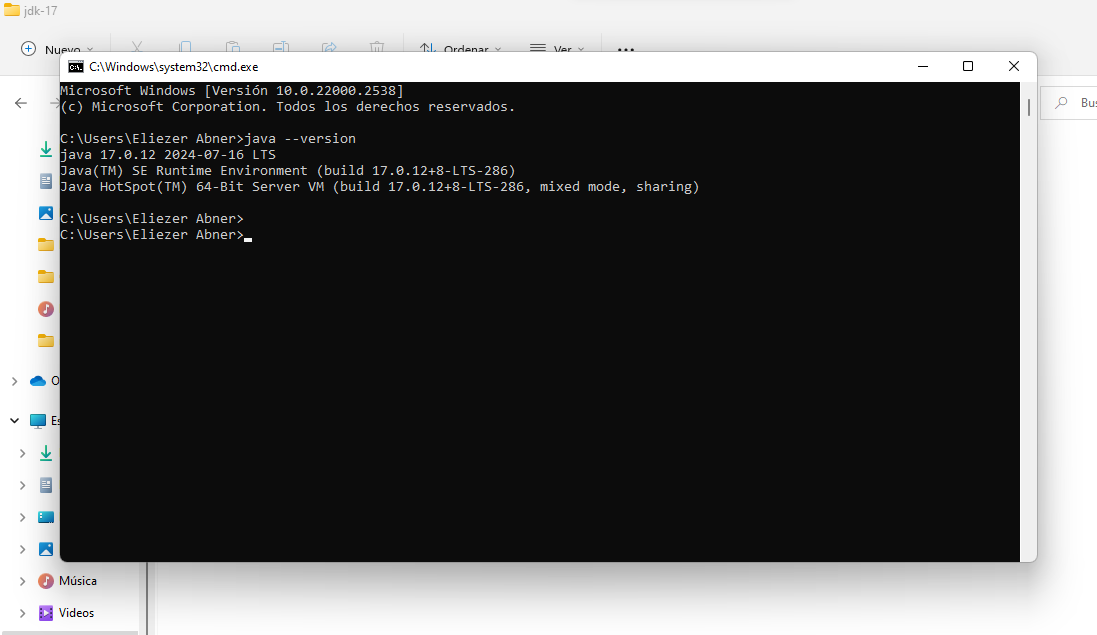 jdk-17
Nuevo
Ordenar
Ver
C:\Windows\system32\cmd.exe
Bus
Microsoft Windows [Versión 10.0.22000.2538]
(c) Microsoft Corporation. Todos los derechos reservados.
C:\Users\Eliezer Abner>java --version
java 17.0.12 2024-07-16 LTS
Java(TM) SE Runtime Environment (build 17.0.12+8-LTS-286)
Java HotSpot(TM) 64-Bit Server VM (build 17.0.12+8-LTS-286, mixed mode, sharing)
C:\Users\Eliezer Abner>
C:\Users\Eliezer Abner>
O
Es
Música
Videos